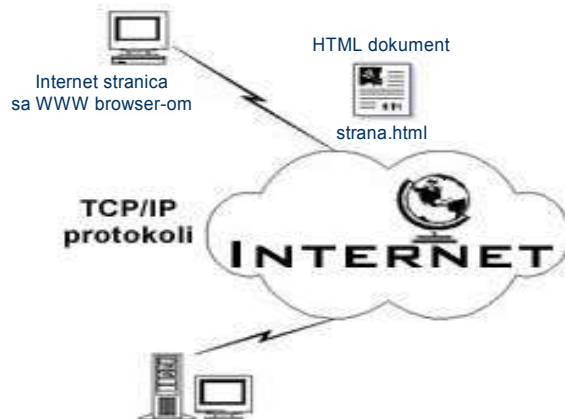 HTML dokument
Internet stranica
sa WWW browser-om
strana.html
TCP/IP
protokoli
INTERNET